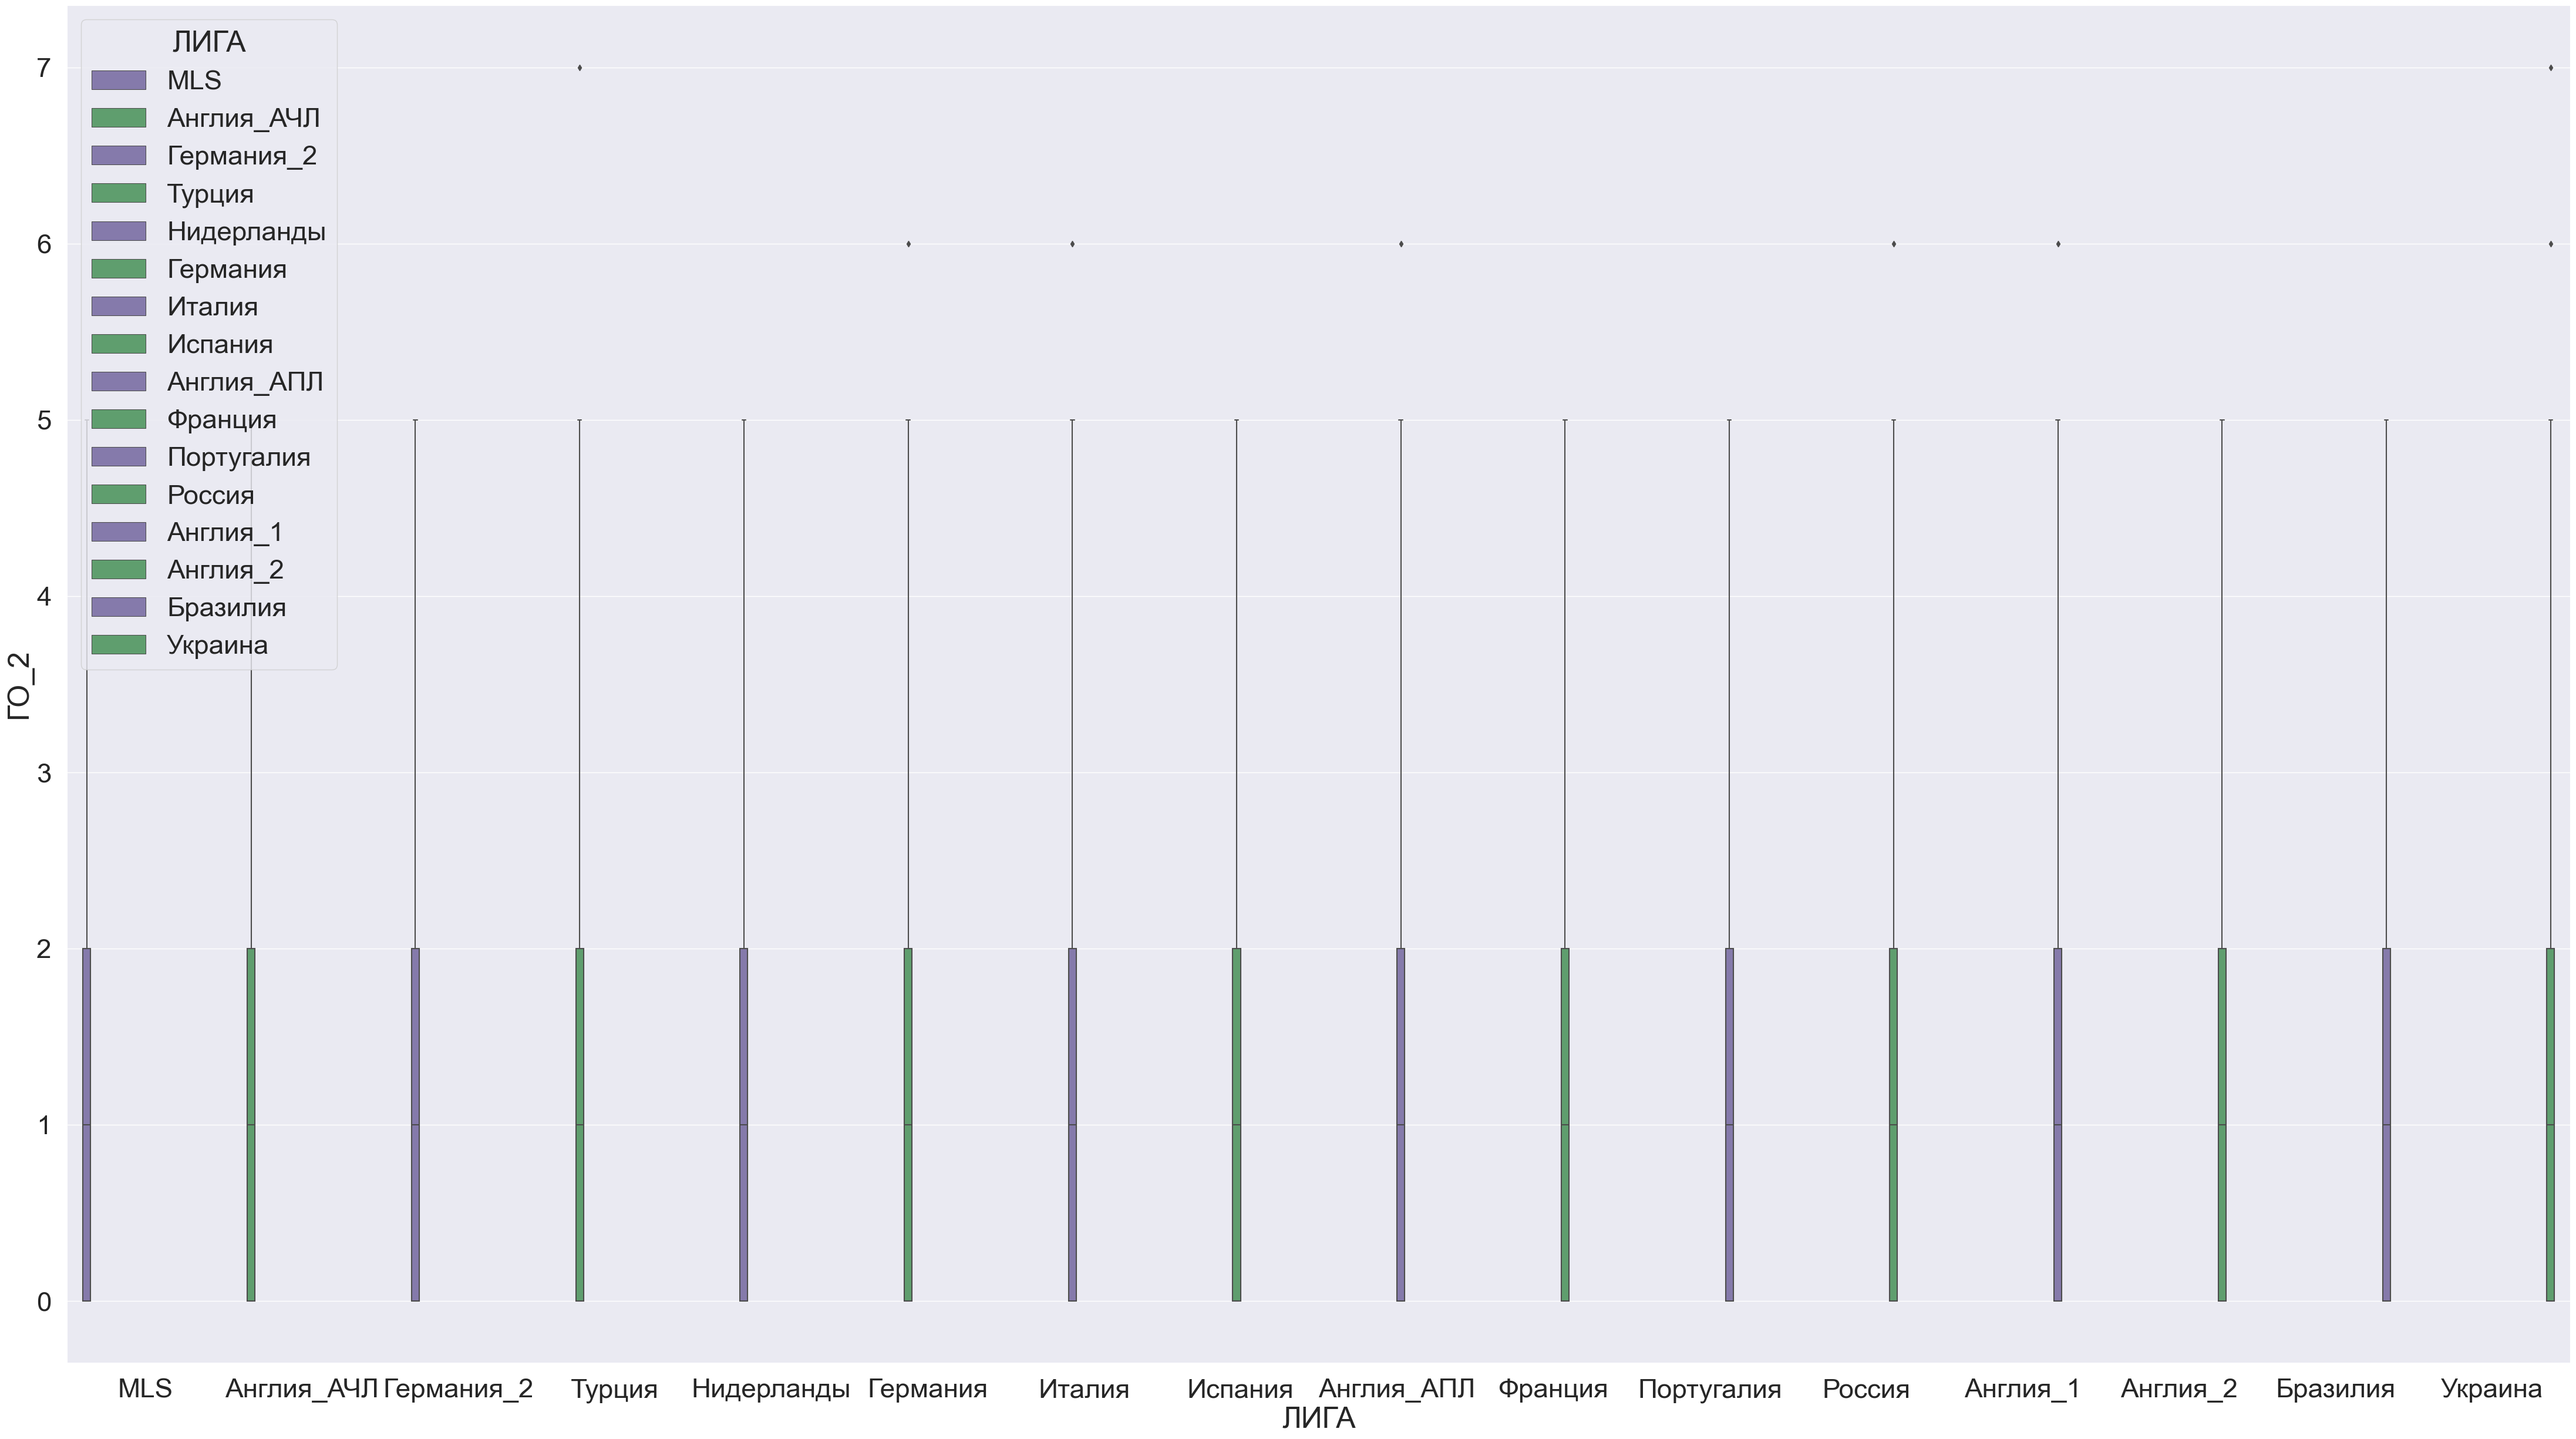 ЛИГА
MLS
Англия_АЧЛ
Германия_2
Турция
Нидерланды
Германия
Италия
Испания
Англия_АПЛ
Франция
Португалия
Россия
Англия_1
Англия_2
Бразилия
Украина
7
6
5
4
3
2
1
0
ГО_2
MLS Англия_АЧЛ Германия_2 Турция Нидерланды Германия Италия Испания Англия_АПЛ Франция Португалия Россия Англия_1 Англия_2 Бразилия Украина
ЛИГА